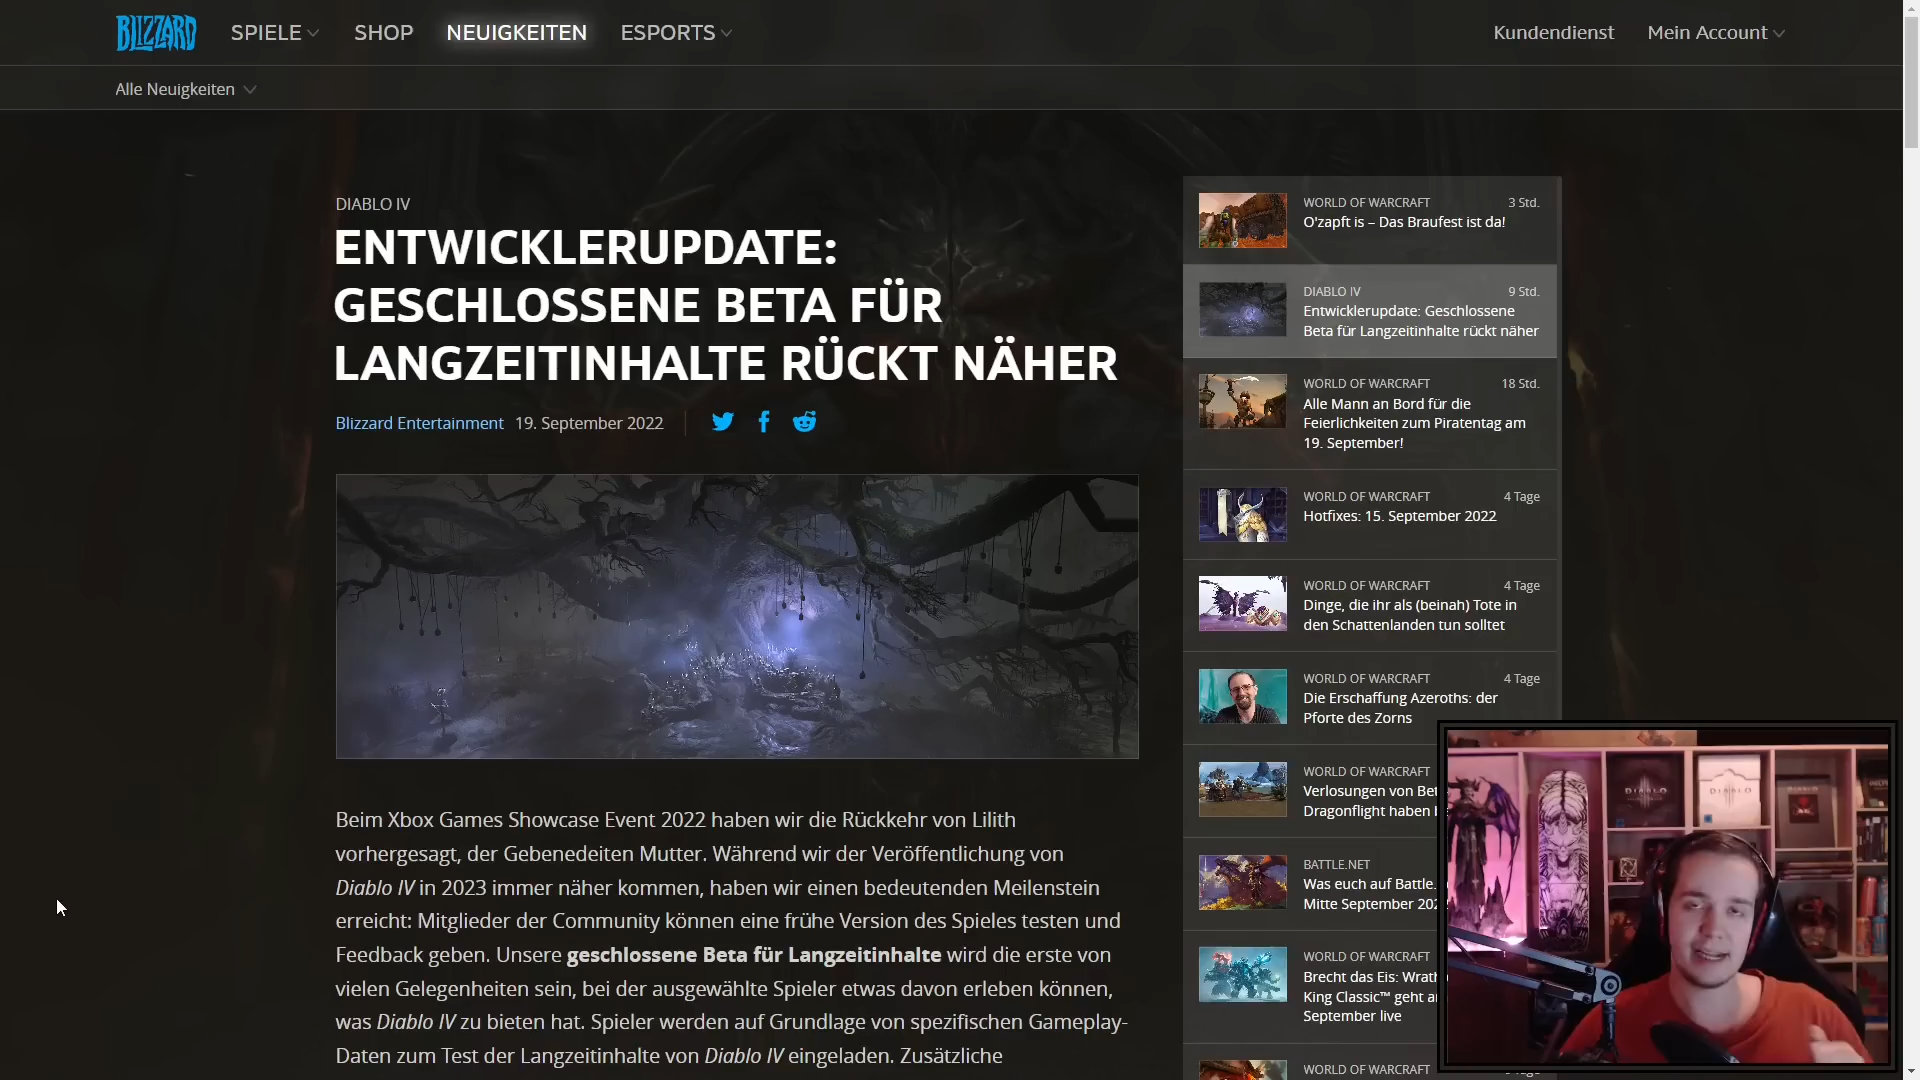 BLIZZARD
SPIELE
SHOP
NEUIGKEITEN
ESPORTS
Kundendienst
Mein Account
Alle Neuigkeiten
DIABLO IV
ENTWICKLERUPDATE:
GESCHLOSSENE BETA FÜR
LANGZEITINHALTE RÜCKT NÄHER
Blizzard Entertainment 19. September 2022
Beim Xbox Games Showcase Event 2022 haben wir die Rückkehr von Lilith
vorhergesagt, der Gebenedeiten Mutter. Während wir der Veröffentlichung von
Diablo IV in 2023 immer näher kommen, haben wir einen bedeutenden Meilenstein
erreicht: Mitglieder der Community können eine frühe Version des Spieles testen und
Feedback geben. Unsere geschlossene Beta für Langzeitinhalte wird die erste von
vielen Gelegenheiten sein, bei der ausgewählte Spieler etwas davon erleben können,
was Diablo IV zu bieten hat. Spieler werden auf Grundlage von spezifischen Gameplay-
Daten zum Test der Langzeitinhalte von Diablo IV eingeladen. Zusätzliche
WORLD OF WARCRAFT 3 Std.
O'zapft is – Das Braufest ist da!
DIABLO IV 9 Std.
Entwicklerupdate: Geschlossene
Beta für Langzeitinhalte rückt näher
WORLD OF WARCRAFT 18 Std.
Alle Mann an Bord für die
Feierlichkeiten zum Piratentag am
19. September!
WORLD OF WARCRAFT 4 Tage
Hotfixes: 15. September 2022
WORLD OF WARCRAFT 4 Tage
Dinge, die ihr als (beinah) Tote in
den Schattenlanden tun solltet
WORLD OF WARCRAFT 4 Tage
Die Erschaffung Azeroths: der
Pforte des Zorns
WORLD OF WARCRAFT
Verlosungen von
Dragonflight haben
BATTLE.NET
Was euch auf Battle.
Mitte September
WORLD OF WARCRAFT
Brecht das Eis: Wrath
King Classic™ geht
September live
WORLD OF WARCRAFT
DIABLO
DIABLO